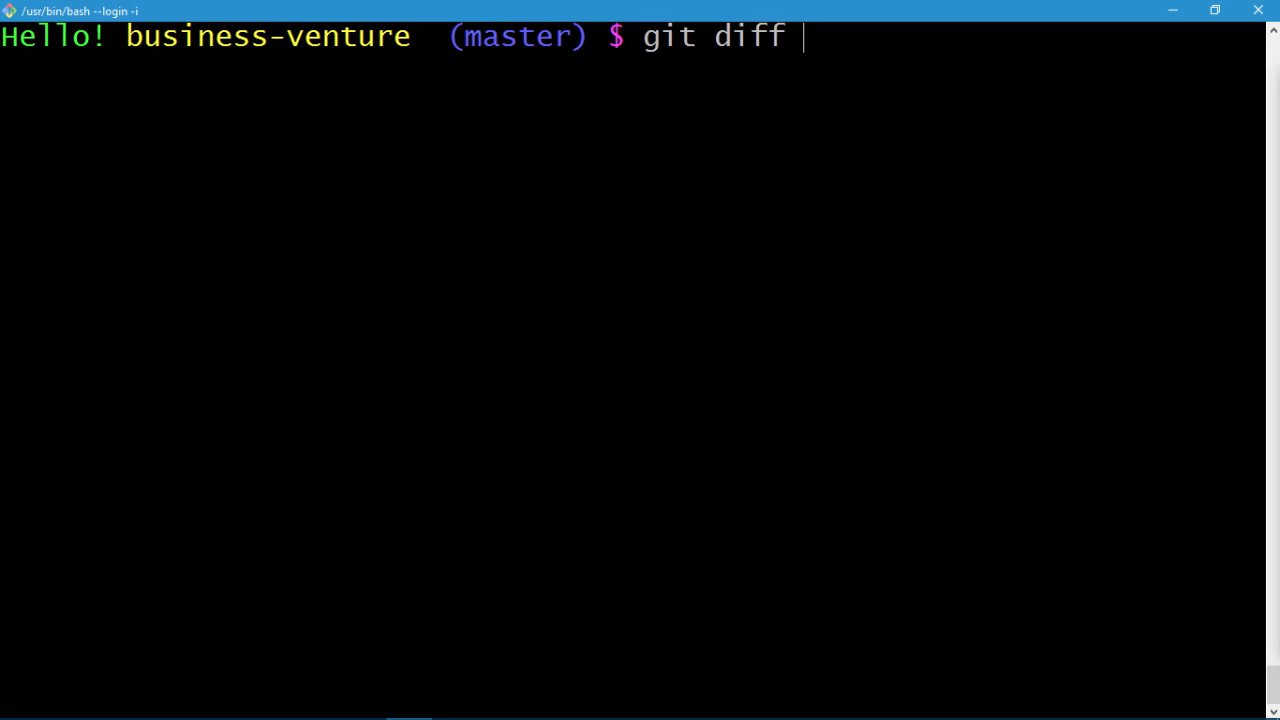 /usr/bin/bash --login -i
Hello! business-venture (master) $ git diff